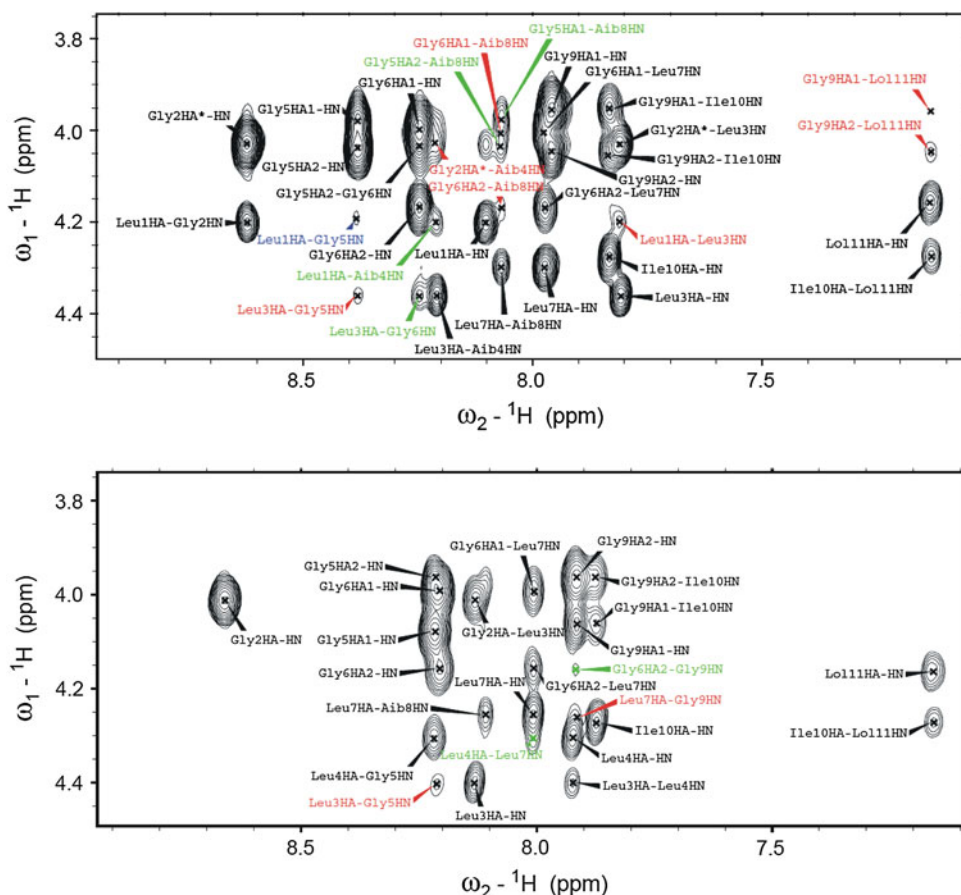 Gly5HA1-Aib8HN
Gly6HA1-Aib8HN
Gly5HA2-Aib8HN
Gly9HA1-HN
Gly6HA1-HN
Gly6HA1-Leu7HN
Gly9HA1-Lol11HN
Gly5HA1-HN
Gly9HA1-Ile10HN
Gly2HA*-HN
Gly9HA2-Lol11HN
Gly2HA*-Leu3HN
Gly5HA2-HN
Gly9HA2-Ile10HN
Gly2HA*-Aib4HN
Gly9HA2-HN
Gly5HA2-Gly6HN
Gly6HA2-Aib8HN
Gly6HA2-Leu7HN
Leu1HA-Gly2HN
Leu1HA-Gly5HN
Leu1HA-HN
Leu1HA-Leu3HN
Lol11HA-HN
Gly6HA2-HN
Ile10HA-HN
Leu1HA-Aib4HN
Ile10HA-Lol11HN
Leu7HA-HN
Leu3HA-HN
Leu3HA-Gly5HN
Leu7HA-Aib8HN
Leu3HA-Gly6HN
Leu3HA-Aib4HN
3.8
4.0
4.2
4.4
ω1 - 1H (ppm)
8.5
8.0
7.5
ω2 - 1H (ppm)
Gly9HA2-HN
Gly6HA1-Leu7HN
Gly5HA2-HN
Gly9HA2-Ile10HN
Gly6HA1-HN
Gly9HA1-Ile10HN
Gly2HA-HN
Gly2HA-Leu3HN
Gly5HA1-HN
Gly9HA1-HN
Gly6HA2-HN
Gly6HA2-Gly9HN
Lol11HA-HN
Leu7HA-HN
Gly6HA2-Leu7HN
Leu7HA-Aib8HN
Leu7HA-Gly9HN
Ile10HA-HN
Ile10HA-Lol11HN
Leu4HA-Leu7HN
Leu4HA-HN
Leu4HA-Gly5HN
Leu3HA-Leu4HN
Leu3HA-Gly5HN
Leu3HA-HN
3.8
4.0
4.2
4.4
ω1 - 1H (ppm)
8.5
8.0
7.5
ω2 - 1H (ppm)